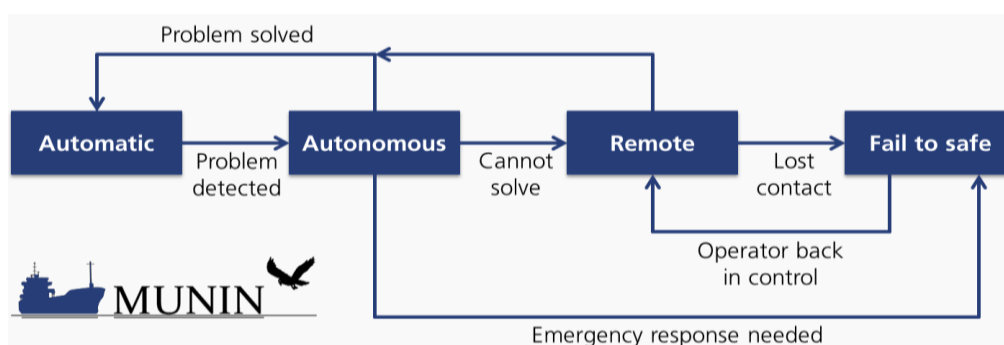 Problem solved
Automatic
Problem
detected
Autonomous
Cannot
solve
Remote
Lost
contact
Fail to safe
Operator back
in control
MUNIN
Emergency response needed